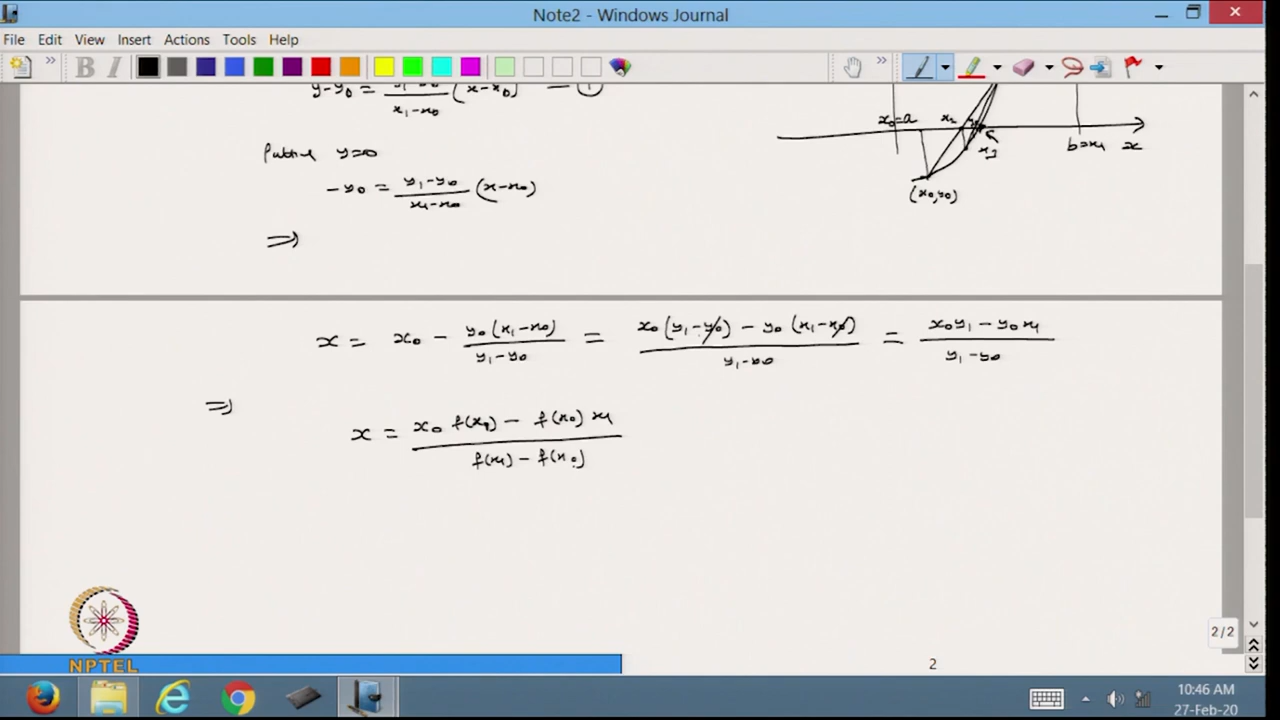 Note2 - Windows Journal
File Edit View Insert Actions Tools Help
y-y₀ = (y₁-y₀)/(x₁-x₀) (x-x₀) — ①
x₀=a x₂ x₃ b=x₁ x
(x₀,y₀)
y=0
-y₀ = (y₁-y₀)/(x₁-x₀) (x-x₀)
⇒
x = x₀ - y₀(x₁-x₀)/(y₁-y₀) = (x₀(y₁-y₀) - y₀(x₁-x₀))/(y₁-y₀) = (x₀y₁ - y₀x₁)/(y₁-y₀)
⇒ x = (x₀ f(x₁) - f(x₀) x₁)/(f(x₁) - f(x₀))
2/2
NPTEL
2
10:46 AM
27-Feb-20